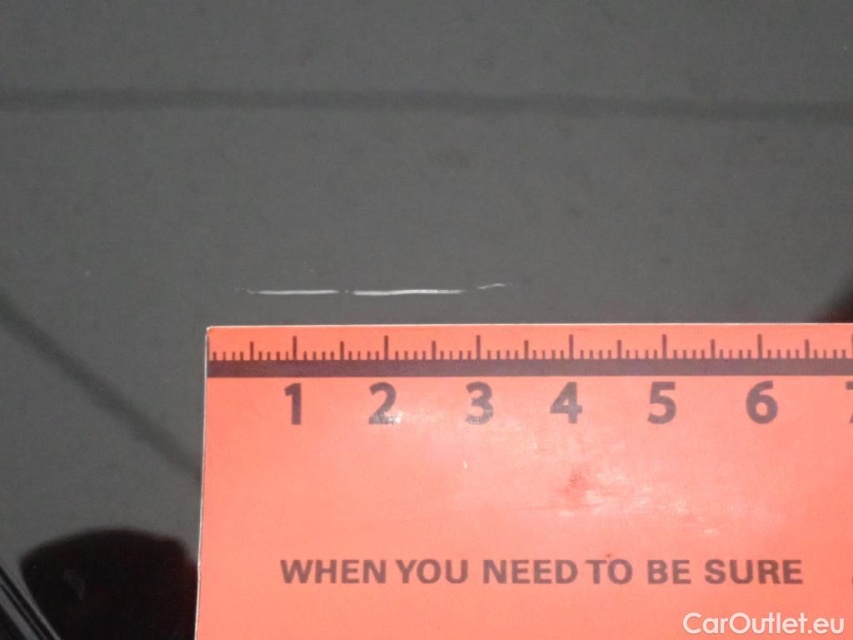 1 2 3 4 5 6
WHEN YOU NEED TO BE SURE
CarOutlet.eu